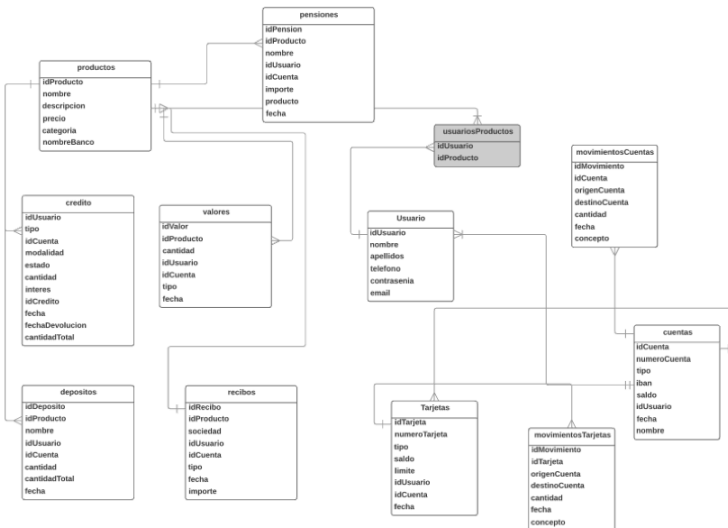 pensiones
idPension
idProducto
nombre
idUsuario
idCuenta
importe
producto
fecha
productos
idProducto
nombre
descripcion
precio
categoria
nombreBanco
usuariosProductos
idUsuario
idProducto
movimientosCuentas
idMovimiento
idCuenta
origenCuenta
destinoCuenta
cantidad
fecha
concepto
credito
idUsuario
tipo
idCuenta
modalidad
estado
cantidad
interes
idCredito
fecha
fechaDevolucion
cantidadTotal
valores
idValor
idProducto
cantidad
idUsuario
idCuenta
tipo
fecha
Usuario
idUsuario
nombre
apellidos
telefono
contrasenia
email
cuentas
idCuenta
numeroCuenta
tipo
iban
saldo
idUsuario
fecha
nombre
depositos
idDeposito
idProducto
nombre
idUsuario
idCuenta
cantidad
cantidadTotal
fecha
recibos
idRecibo
idProducto
sociedad
idUsuario
idCuenta
tipo
fecha
importe
Tarjetas
idTarjeta
numeroTarjeta
tipo
saldo
limite
idUsuario
idCuenta
fecha
movimientosTarjetas
idMovimiento
idTarjeta
origenCuenta
destinoCuenta
cantidad
fecha
concepto